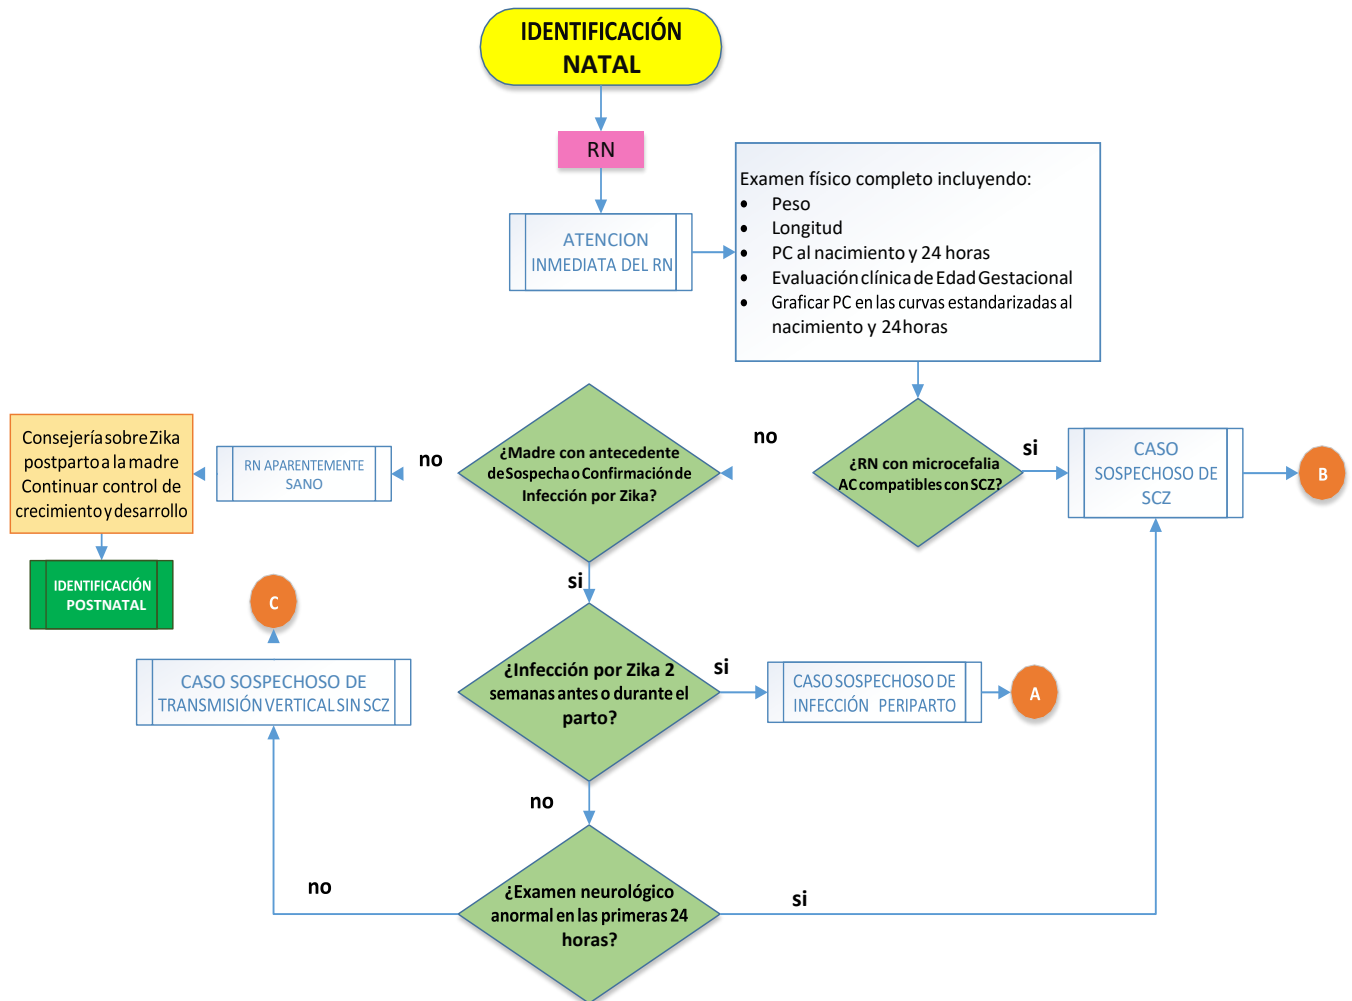 IDENTIFICACIÓN
NATAL
RN
ATENCION
INMEDIATA DEL RN
Examen físico completo incluyendo:
• Peso
• Longitud
• PC al nacimiento y 24 horas
• Evaluación clínica de Edad Gestacional
• Graficar PC en las curvas estandarizadas al
nacimiento y 24 horas
¿RN con microcefalia
AC compatibles con SCZ?
si
CASO
SOSPECHOSO DE
SCZ
B
no
¿Madre con antecedente
de Sospecha o Confirmación de
Infección por Zika?
no
RN APARENTEMENTE
SANO
Consejería sobre Zika
postparto a la madre
Continuar control de
crecimiento y desarrollo
IDENTIFICACIÓN
POSTNATAL
si
¿Infección por Zika 2
semanas antes o durante el
parto?
si
CASO SOSPECHOSO DE
INFECCIÓN PERIPARTO
A
no
¿Examen neurológico
anormal en las primeras 24
horas?
si
no
CASO SOSPECHOSO DE
TRANSMISIÓN VERTICAL SIN SCZ
C